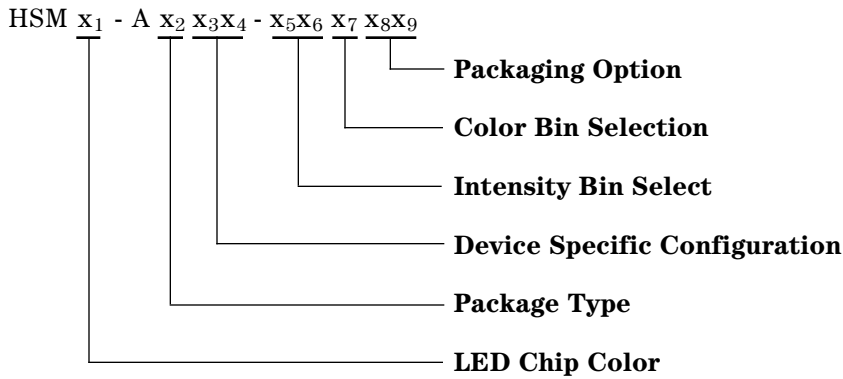 HSM x₁ - A x₂ x₃x₄ - x₅x₆ x₇ x₈x₉
Packaging Option
Color Bin Selection
Intensity Bin Select
Device Specific Configuration
Package Type
LED Chip Color